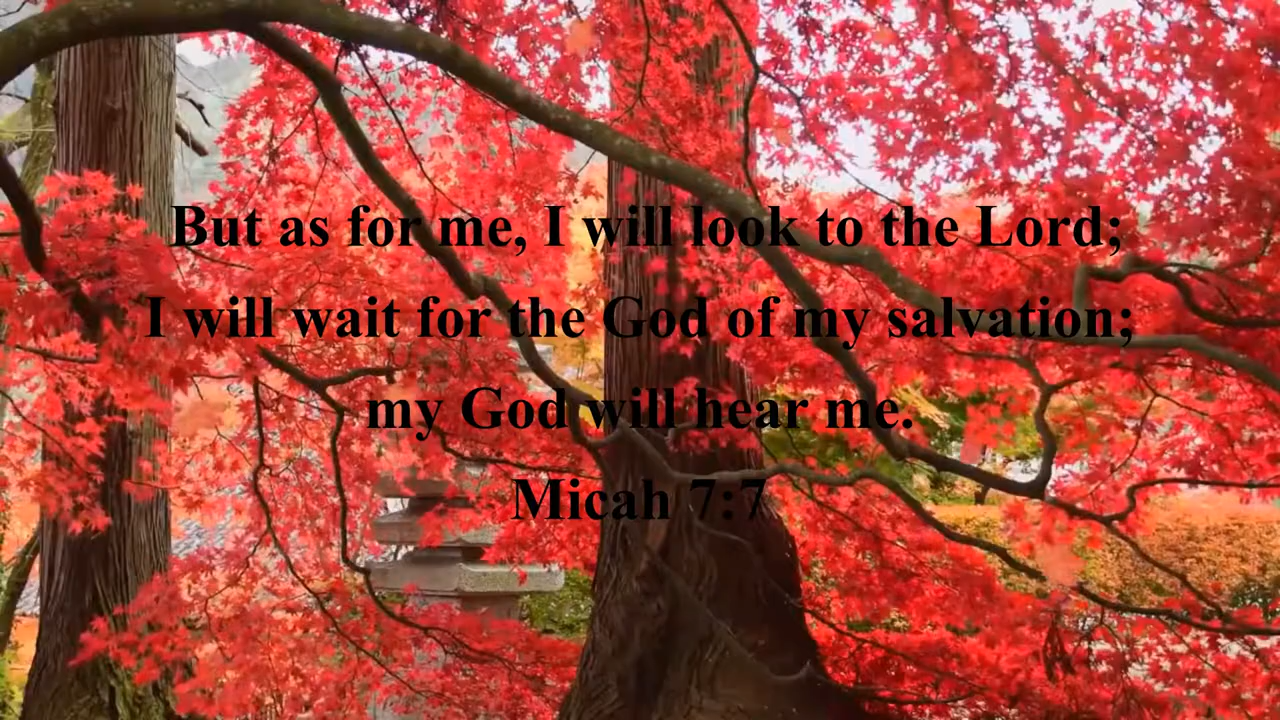 But as for me, I will look to the Lord;
I will wait for the God of my salvation;
my God will hear me.
Micah 7:7